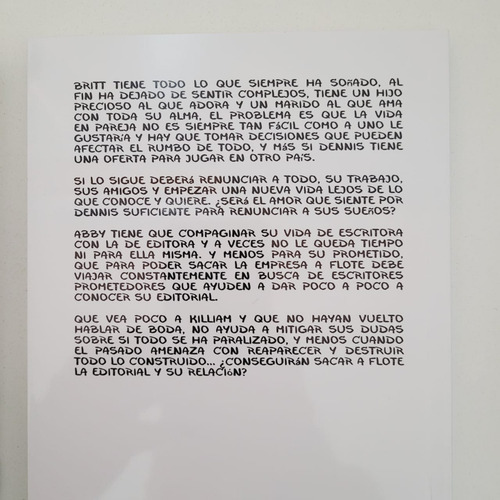 BRITT TIENE TODO LO QUE SIEMPRE HA SOÑADO, AL
FIN HA DEJADO DE SENTIR COMPLEJOS, TIENE UN HIJO
PRECIOSO AL QUE ADORA Y UN MARIDO AL QUE AMA
CON TODA SU ALMA, EL PROBLEMA ES QUE LA VIDA
EN PAREJA NO ES SIEMPRE TAN FÁCIL COMO A UNO LE
GUSTARÍA Y HAY QUE TOMAR DECISIONES QUE PUEDEN
AFECTAR EL RUMBO DE TODO, Y MÁS SI DENNIS TIENE
UNA OFERTA PARA JUGAR EN OTRO PAÍS.
SI LO SIGUE DEBERÁ RENUNCIAR A TODO, SU TRABAJO,
SUS AMIGOS Y EMPEZAR UNA NUEVA VIDA LEJOS DE LO
QUE CONOCE Y QUIERE. ¿SERÁ EL AMOR QUE SIENTE POR
DENNIS SUFICIENTE PARA RENUNCIAR A SUS SUEÑOS?
ABBY TIENE QUE COMPAGINAR SU VIDA DE ESCRITORA
CON LA DE EDITORA Y A VECES NO LE QUEDA TIEMPO
NI PARA ELLA MISMA. Y MENOS PARA SU PROMETIDO,
QUE PARA PODER SACAR LA EMPRESA A FLOTE DEBE
VIAJAR CONSTANTEMENTE EN BUSCA DE ESCRITORES
PROMETEDORES QUE AYUDEN A DAR POCO A POCO A
CONOCER SU EDITORIAL.
QUE VEA POCO A KILLIAM Y QUE NO HAYAN VUELTO
HABLAR DE BODA, NO AYUDA A MITIGAR SUS DUDAS
SOBRE SI TODO SE HA PARALIZADO, Y MENOS CUANDO
EL PASADO AMENAZA CON REAPARECER Y DESTRUIR
TODO LO CONSTRUIDO... ¿CONSEGUIRÁN SACAR A FLOTE
LA EDITORIAL Y SU RELACIÓN?